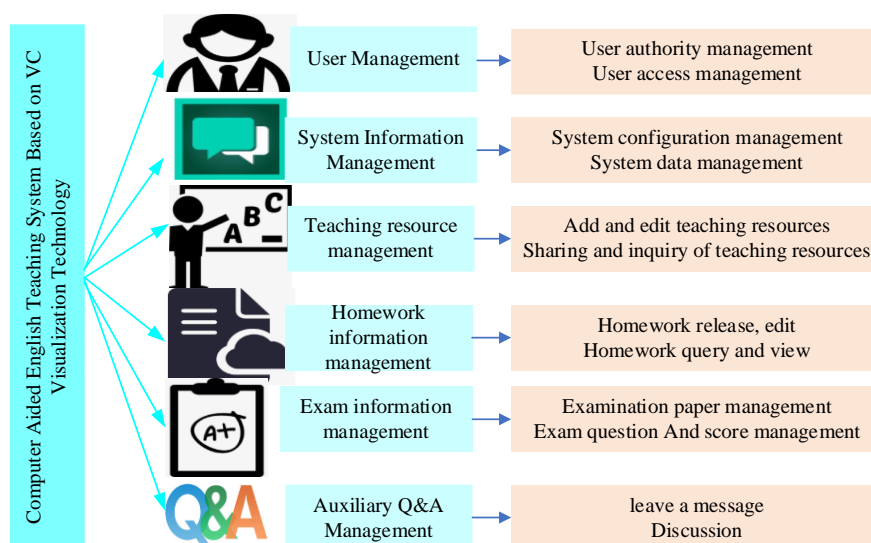 Computer Aided English Teaching System Based on VC
Visualization Technology
User Management
User authority management
User access management
System Information
Management
System configuration management
System data management
A B C
Teaching resource
management
Add and edit teaching resources
Sharing and inquiry of teaching resources
Homework
information
management
Homework release, edit
Homework query and view
A+
Exam information
management
Examination paper management
Exam question And score management
Q&A
Auxiliary Q&A
Management
leave a message
Discussion